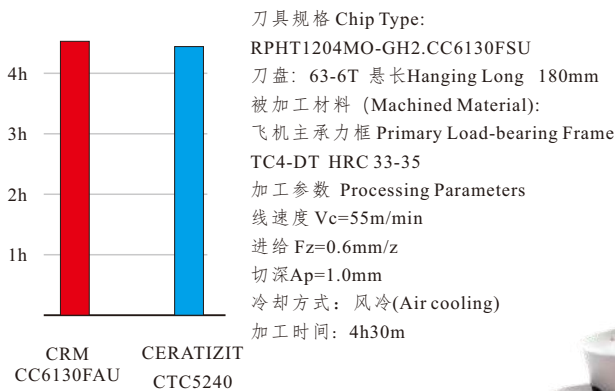 4h
3h
2h
1h
CRM
CC6130FAU
CERATIZIT
CTC5240
刀具规格 Chip Type:
RPHT1204MO-GH2.CC6130FSU
刀盘: 63-6T 悬长Hanging Long 180mm
被加工材料 (Machined Material):
飞机主承力框 Primary Load-bearing Frame
TC4-DT HRC 33-35
加工参数 Processing Parameters
线速度 Vc=55m/min
进给 Fz=0.6mm/z
切深Ap=1.0mm
冷却方式：风冷(Air cooling)
加工时间：4h30m